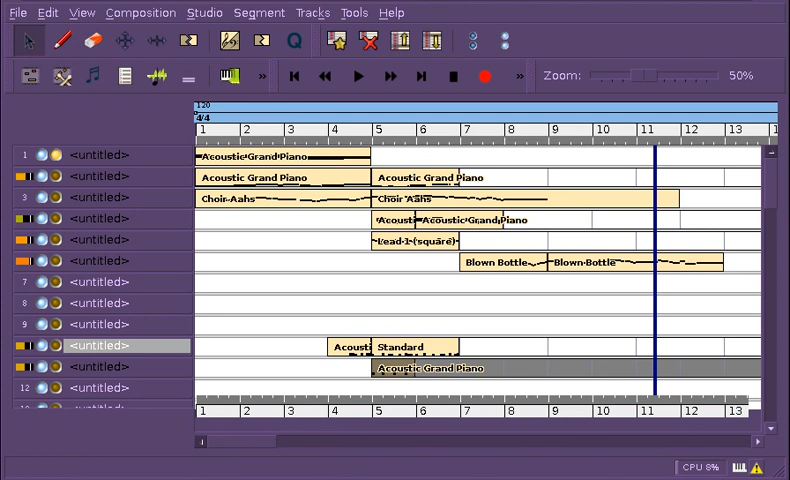 File Edit View Composition Studio Segment Tracks Tools Help
Q
Zoom: 50%
120
4/4
1 2 3 4 5 6 7 8 9 10 11 12 13 1
1 <untitled> Acoustic Grand Piano
<untitled> Acoustic Grand Piano Acoustic Grand Piano
3 <untitled> Choir Aahs Choir Aahs
<untitled> Acousti Acoustic Grand Piano
<untitled> Lead 1 (square)
<untitled> Blown Bottle Blown Bottle
7 <untitled>
8 <untitled>
9 <untitled>
<untitled> Acousti Standard
<untitled> Acoustic Grand Piano
12 <untitled>
1 2 3 4 5 6 7 8 9 10 11 12 13
CPU 8%